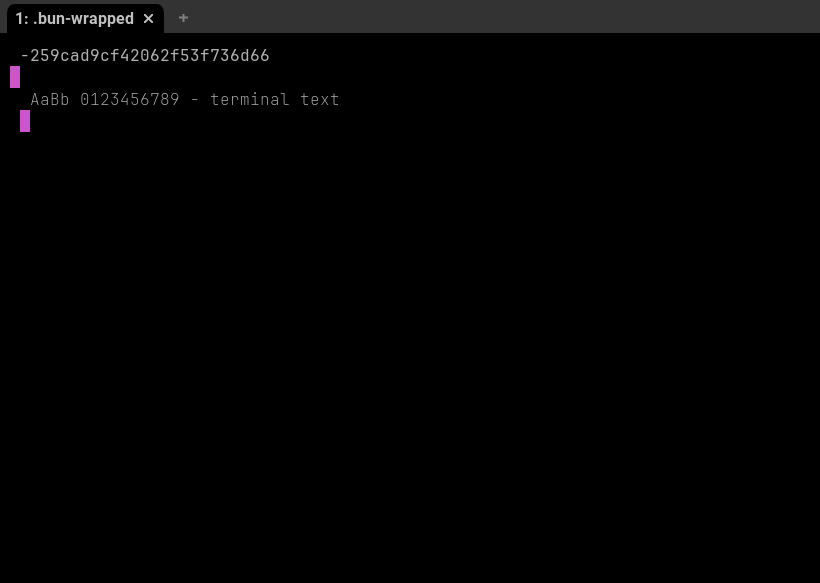 1: .bun-wrapped ✕ +
-259cad9cf42062f53f736d66
AaBb 0123456789 - terminal text